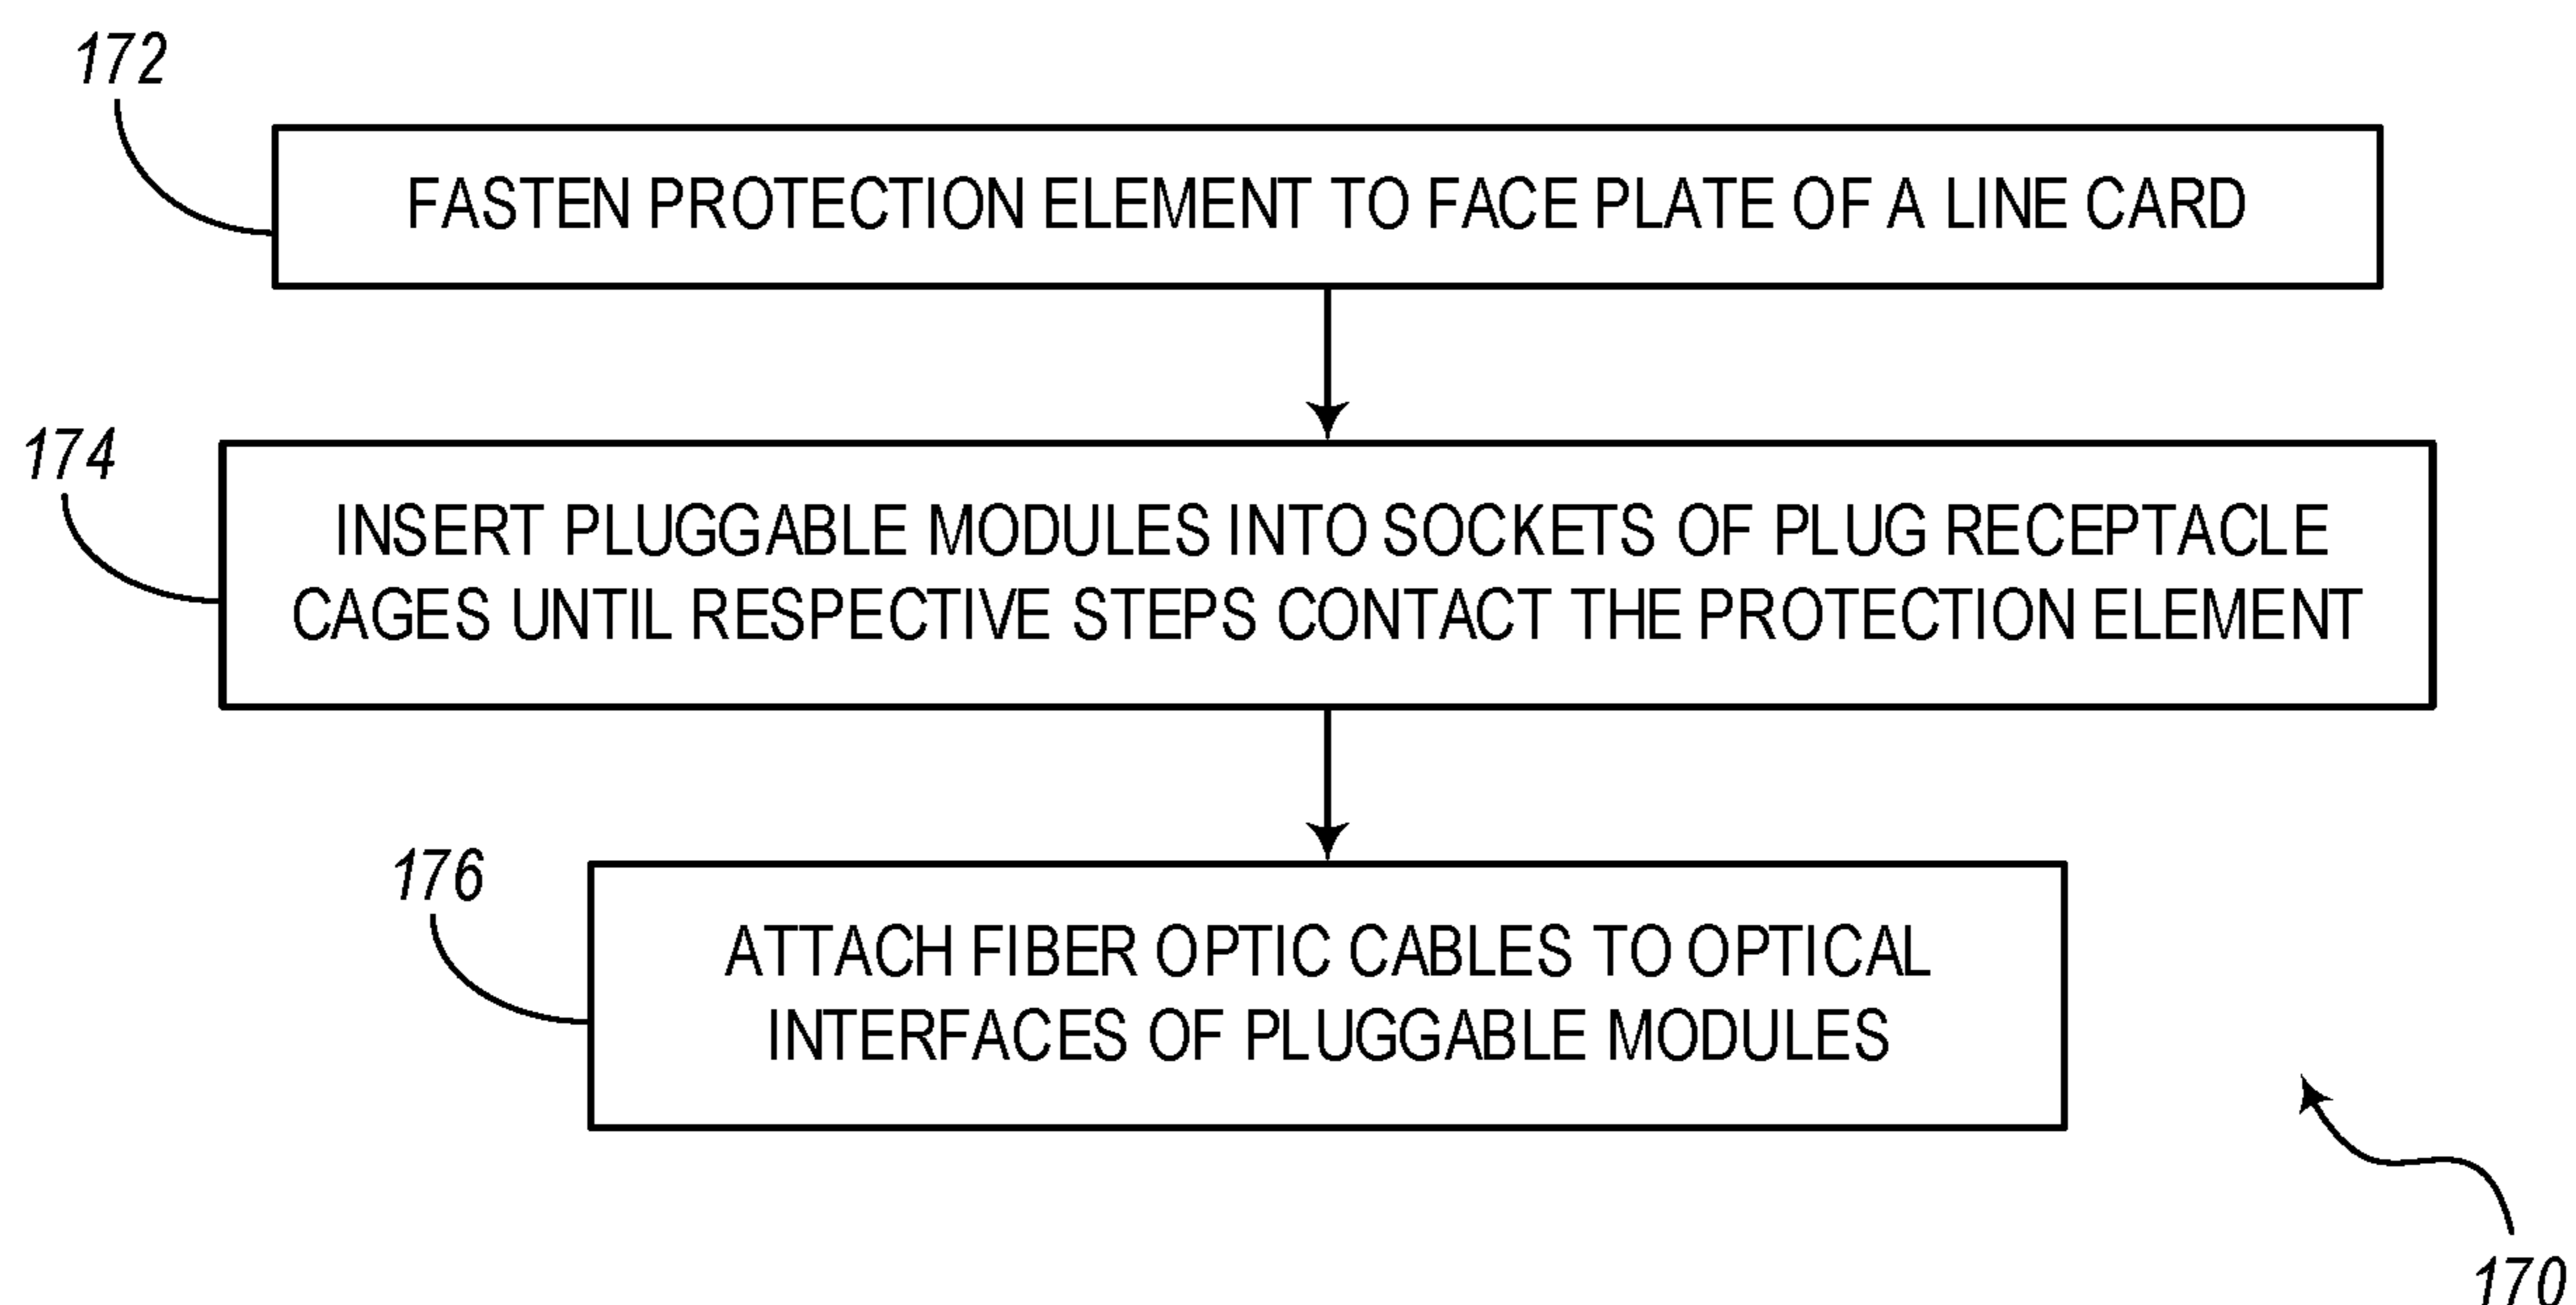 172
FASTEN PROTECTION ELEMENT TO FACE PLATE OF A LINE CARD
174
INSERT PLUGGABLE MODULES INTO SOCKETS OF PLUG RECEPTACLE
CAGES UNTIL RESPECTIVE STEPS CONTACT THE PROTECTION ELEMENT
176
ATTACH FIBER OPTIC CABLES TO OPTICAL
INTERFACES OF PLUGGABLE MODULES
170